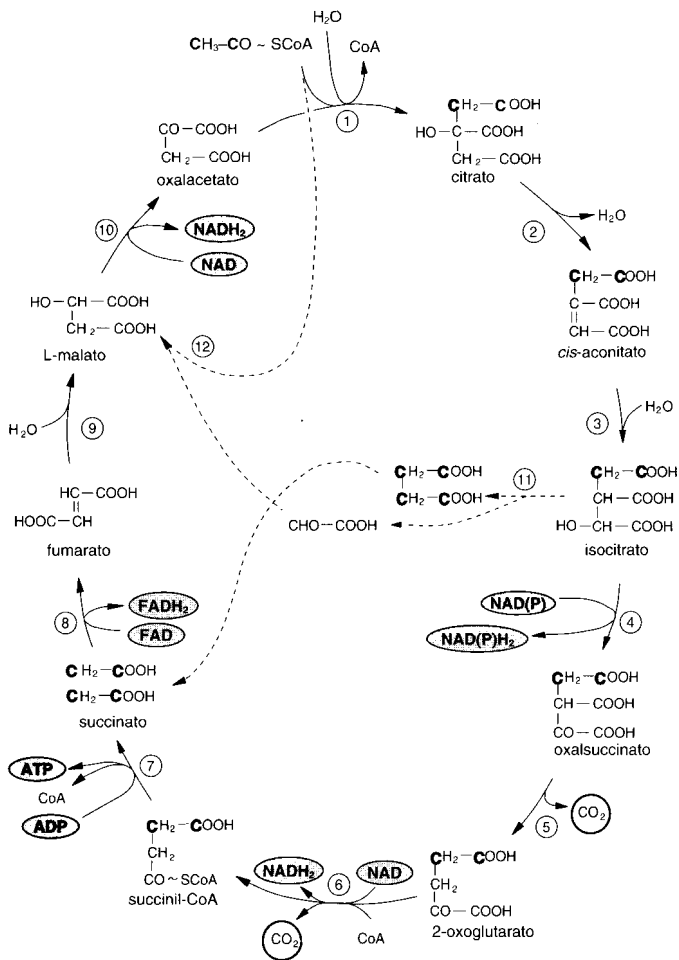 H₂O
CH₃-CO ~ SCoA
CoA
1
CH₂-COOH
HO-C-COOH
CH₂-COOH
citrato
CO-COOH
CH₂-COOH
oxalacetato
2
H₂O
10
NADH₂
NAD
CH₂-COOH
C-COOH
CH-COOH
cis-aconitato
HO-CH-COOH
CH₂-COOH
L-malato
12
3
H₂O
H₂O
9
CH₂-COOH
CH₂-COOH
11
CH₂-COOH
CH-COOH
HO-CH-COOH
isocitrato
CH-COOH
HOOC-CH
fumarato
CHO-COOH
NAD(P)
NAD(P)H₂
4
8
FADH₂
FAD
CH₂-COOH
CH₂-COOH
succinato
CH₂-COOH
CH-COOH
CO-COOH
oxalsuccinato
ATP
CoA
ADP
7
5
CO₂
CH₂-COOH
CH₂
CO~SCoA
succinil-CoA
NADH₂
6
NAD
CO₂
CoA
CH₂-COOH
CH₂
CO-COOH
2-oxoglutarato